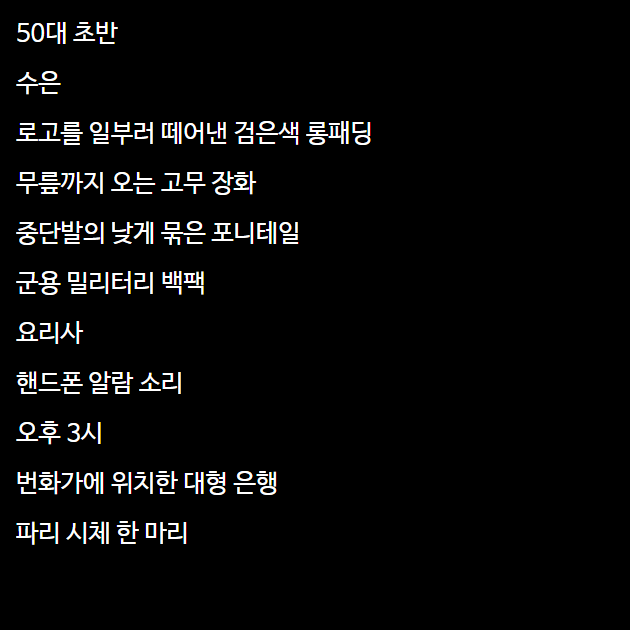 50대 초반
수은
로고를 일부러 떼어낸 검은색 롱패딩
무릎까지 오는 고무 장화
중단발의 낮게 묶은 포니테일
군용 밀리터리 백팩
요리사
핸드폰 알람 소리
오후 3시
번화가에 위치한 대형 은행
파리 시체 한 마리